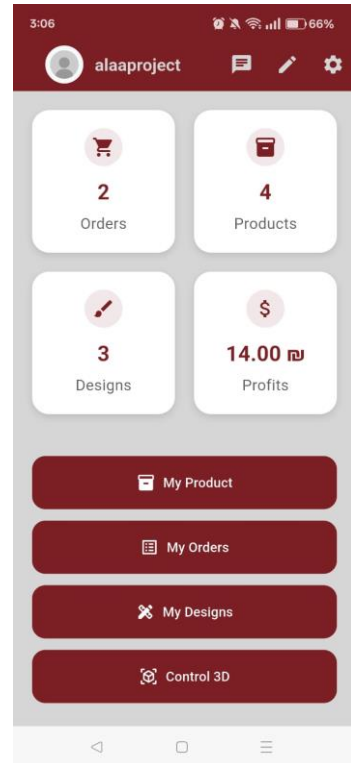 3:06 66%
alaaproject
2 4
Orders Products
3 14.00 ₪
Designs Profits
My Product
My Orders
My Designs
Control 3D